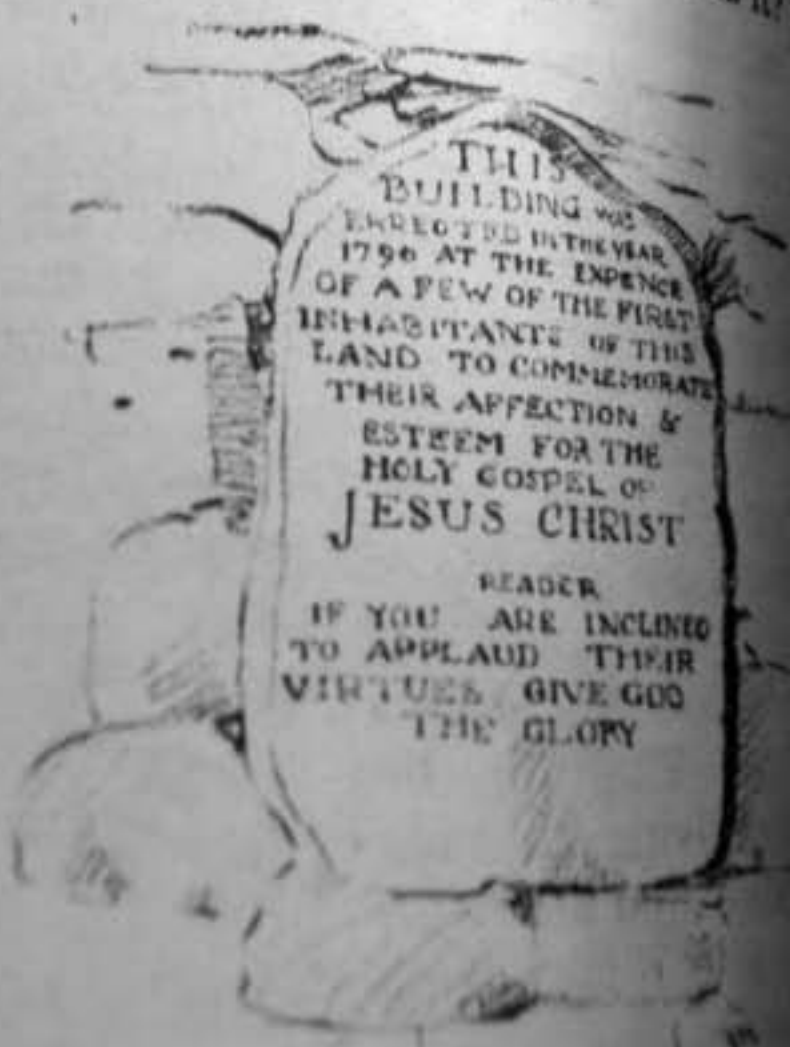 THIS
BUILDING WAS
ERRECTED IN THE YEAR
1796 AT THE EXPENCE
OF A FEW OF THE FIRST
INHABITANTS OF THIS
LAND TO COMMEMORATE
THEIR AFFECTION &
ESTEEM FOR THE
HOLY GOSPEL OF
JESUS CHRIST
READER
IF YOU ARE INCLINED
TO APPLAUD THEIR
VIRTUES GIVE GOD
THE GLORY